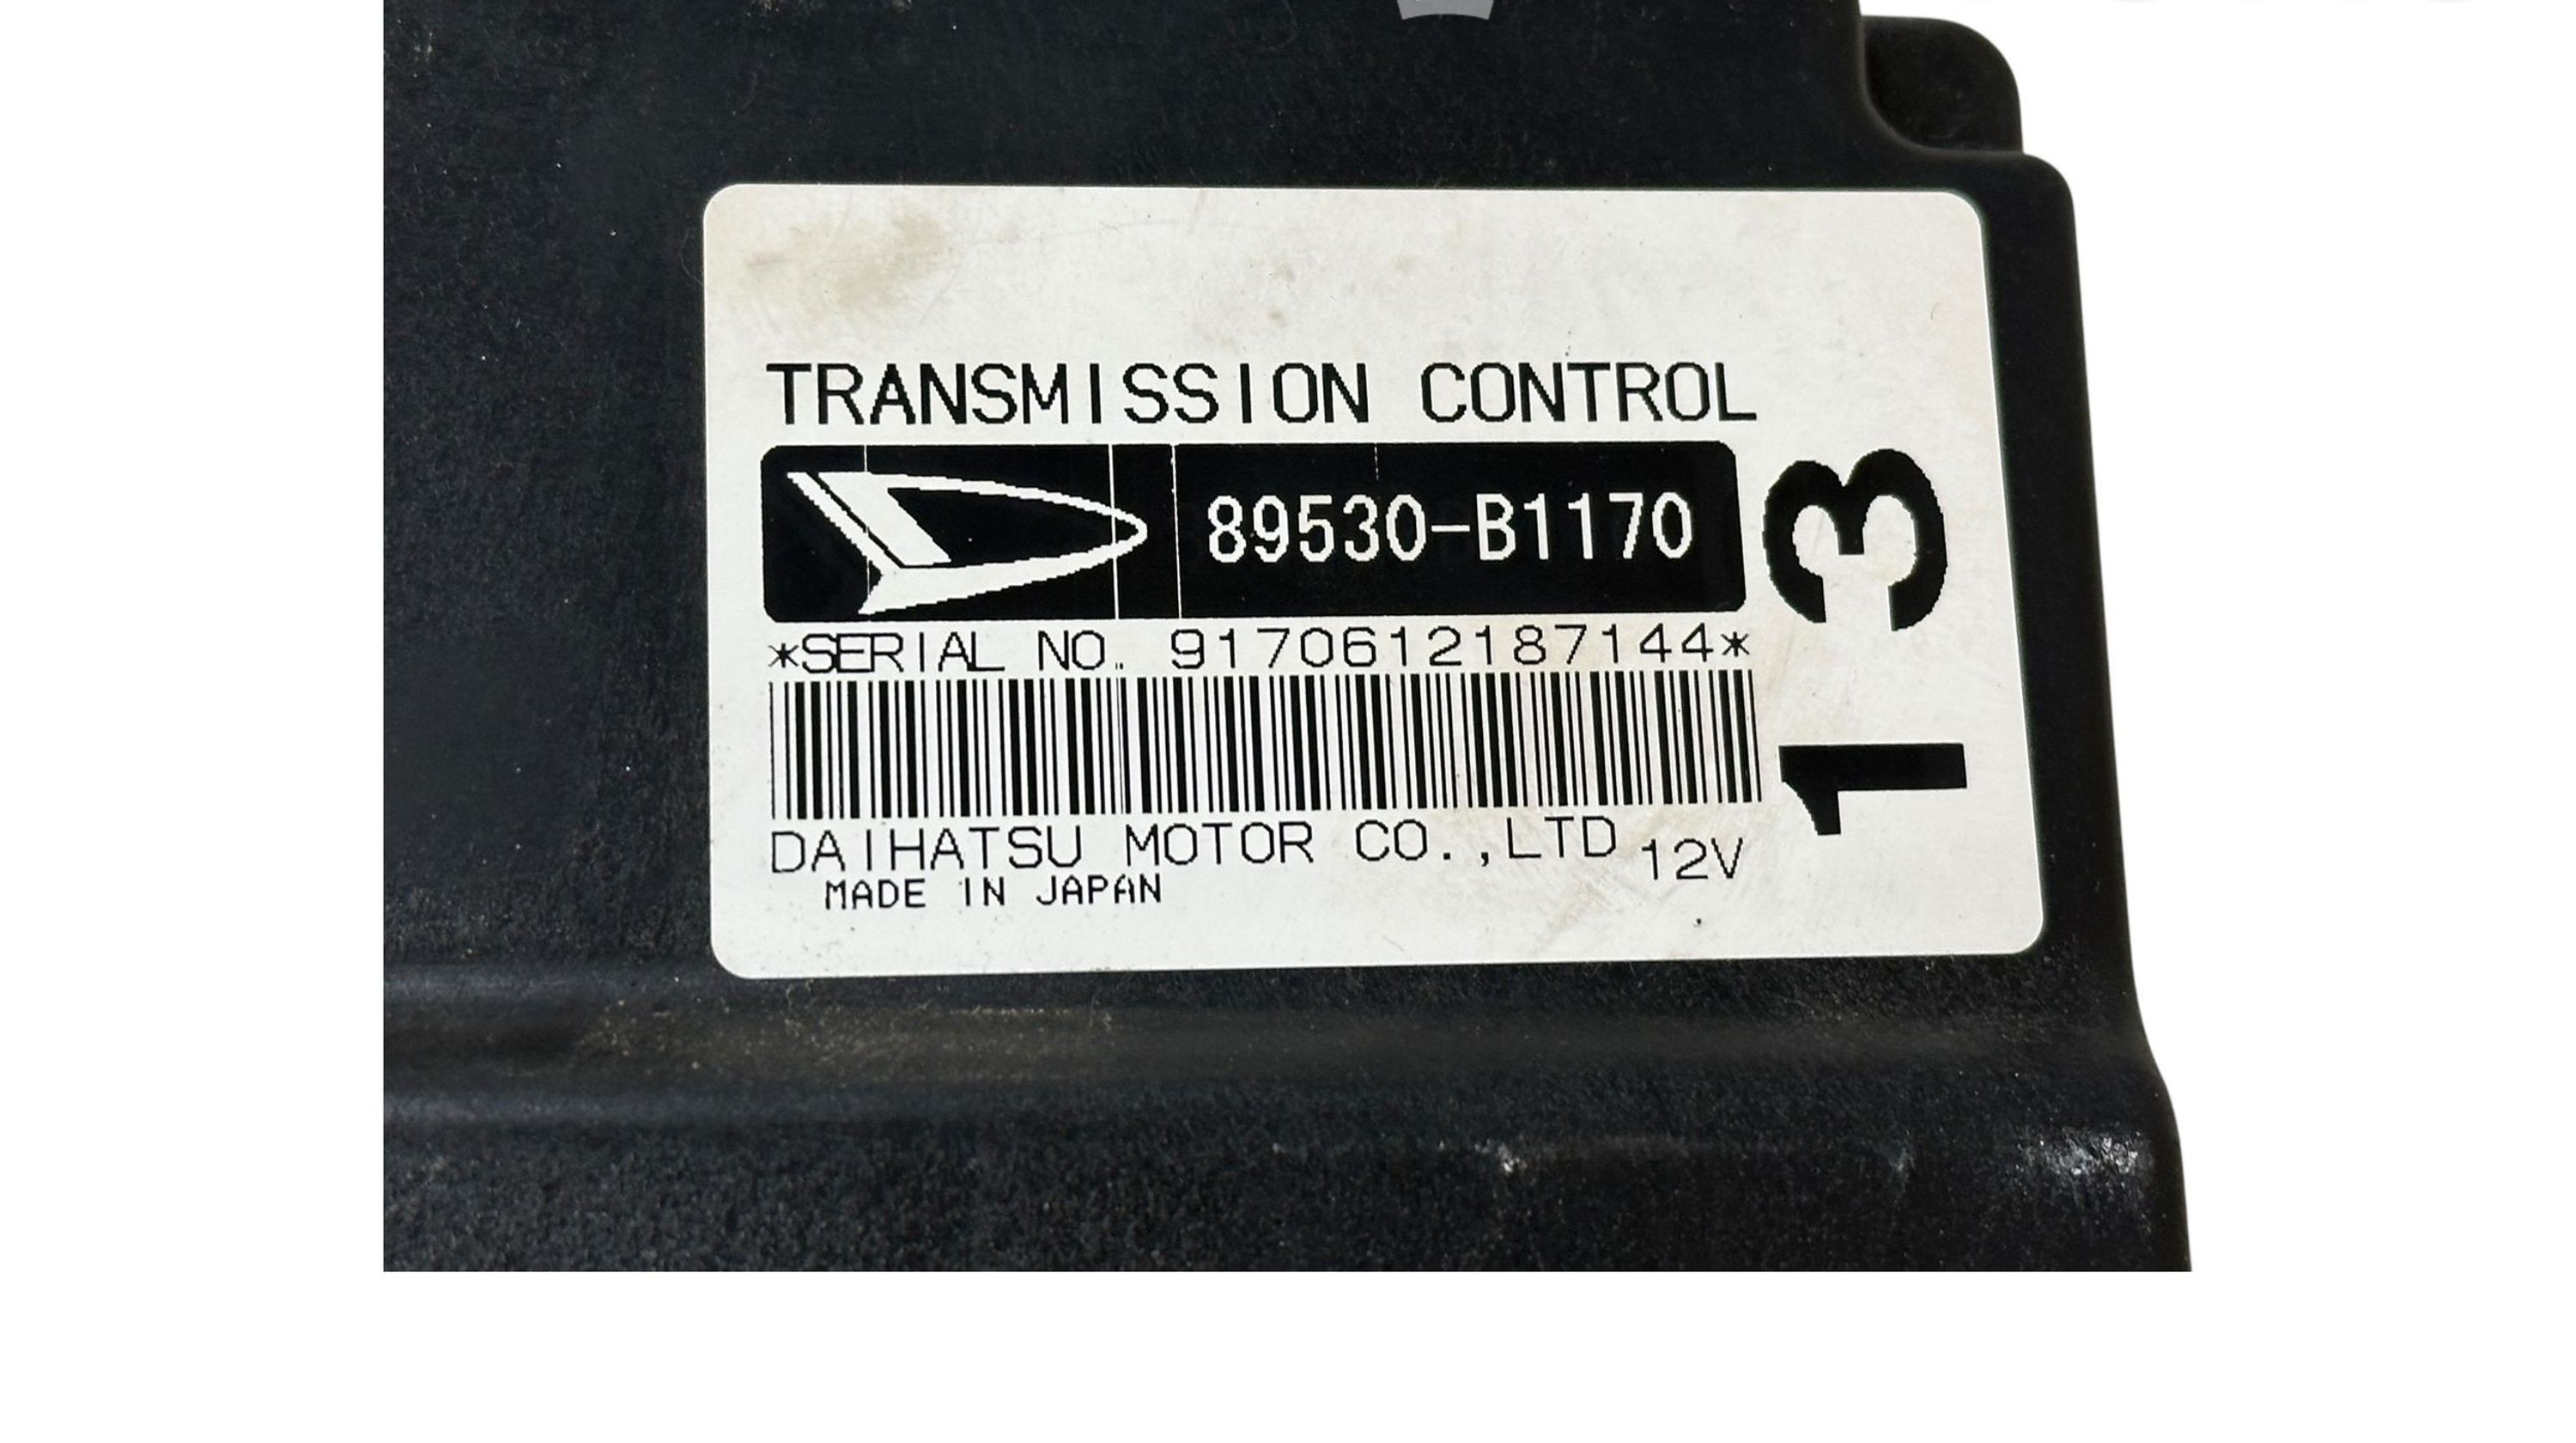 TRANSMISSION CONTROL
89530-B1170
*SERIAL NO. 9170612187144*
DAIHATSU MOTOR CO.,LTD 12V
MADE IN JAPAN
13